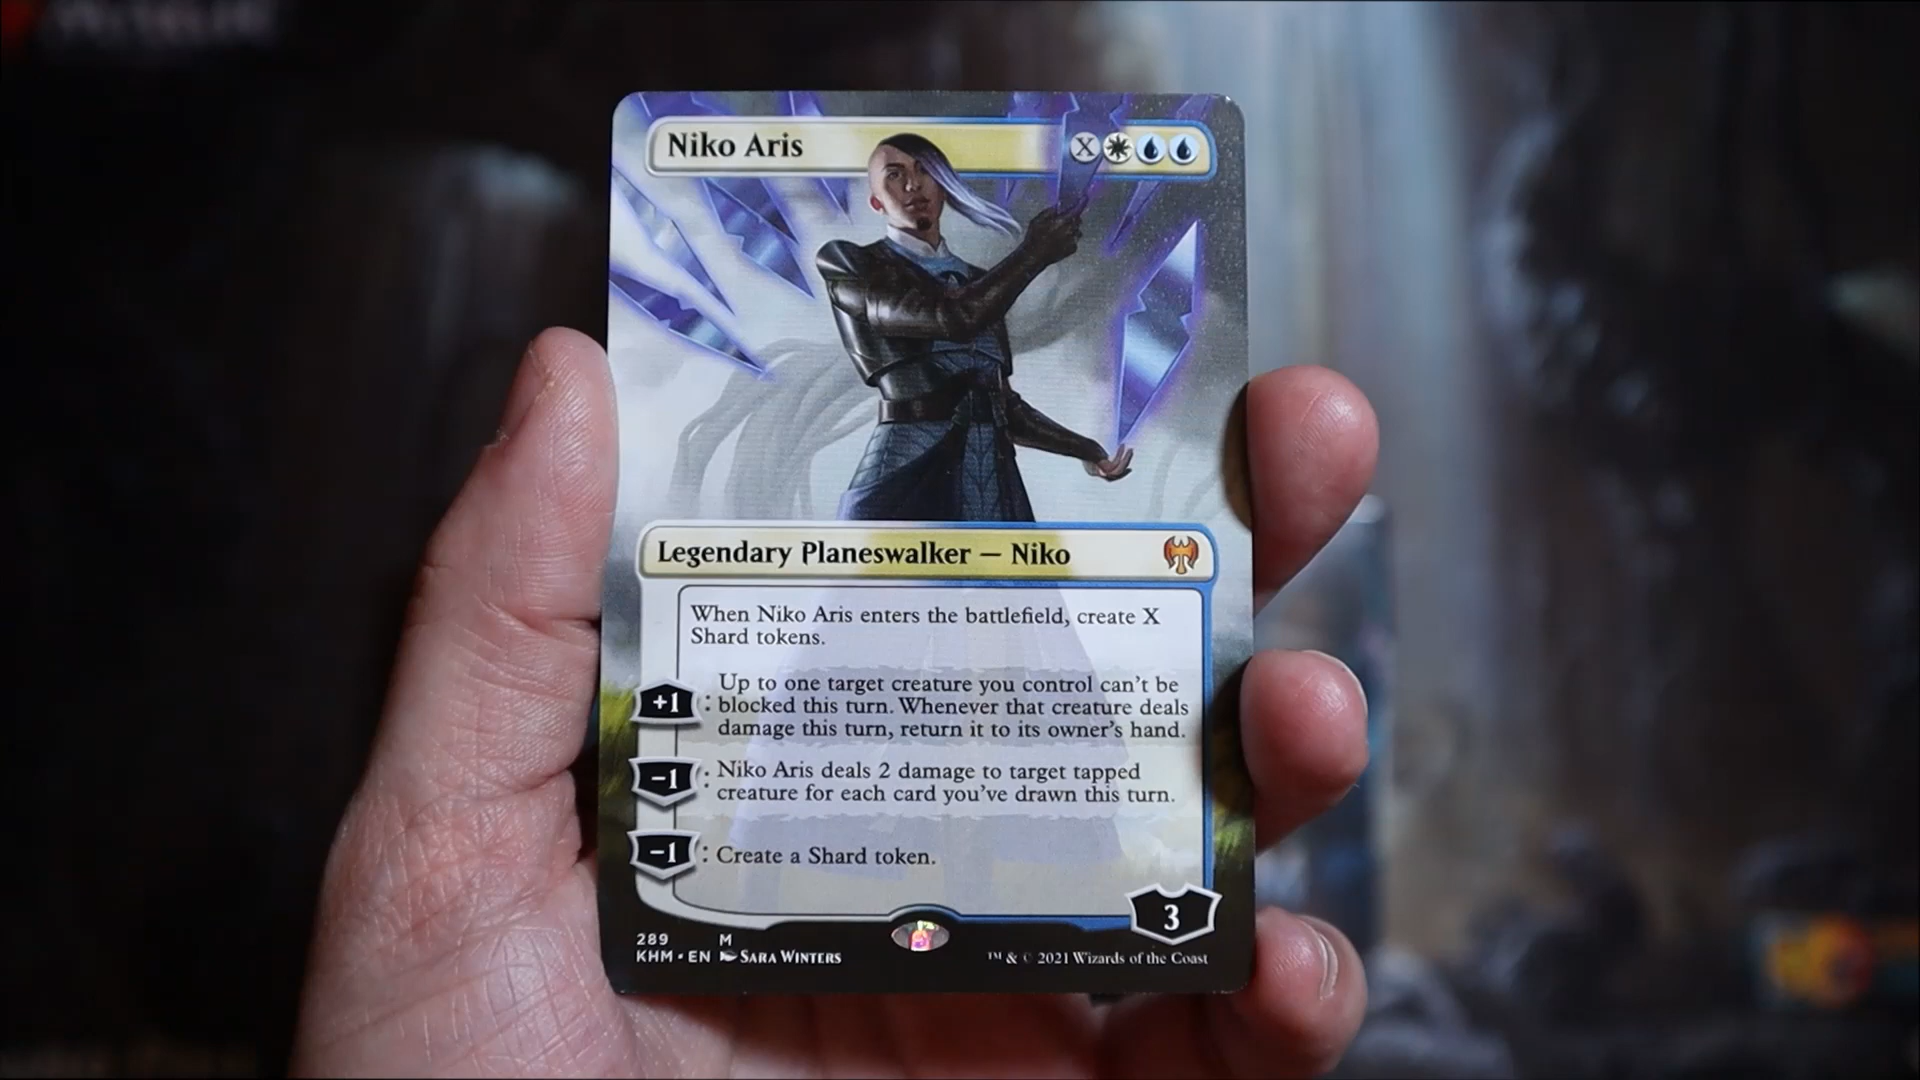 Niko Aris X
Legendary Planeswalker — Niko
When Niko Aris enters the battlefield, create X
Shard tokens.
+1: Up to one target creature you control can't be
blocked this turn. Whenever that creature deals
damage this turn, return it to its owner's hand.
−1: Niko Aris deals 2 damage to target tapped
creature for each card you've drawn this turn.
−1: Create a Shard token.
3
289 M
KHM • EN Sara Winters ™ & © 2021 Wizards of the Coast